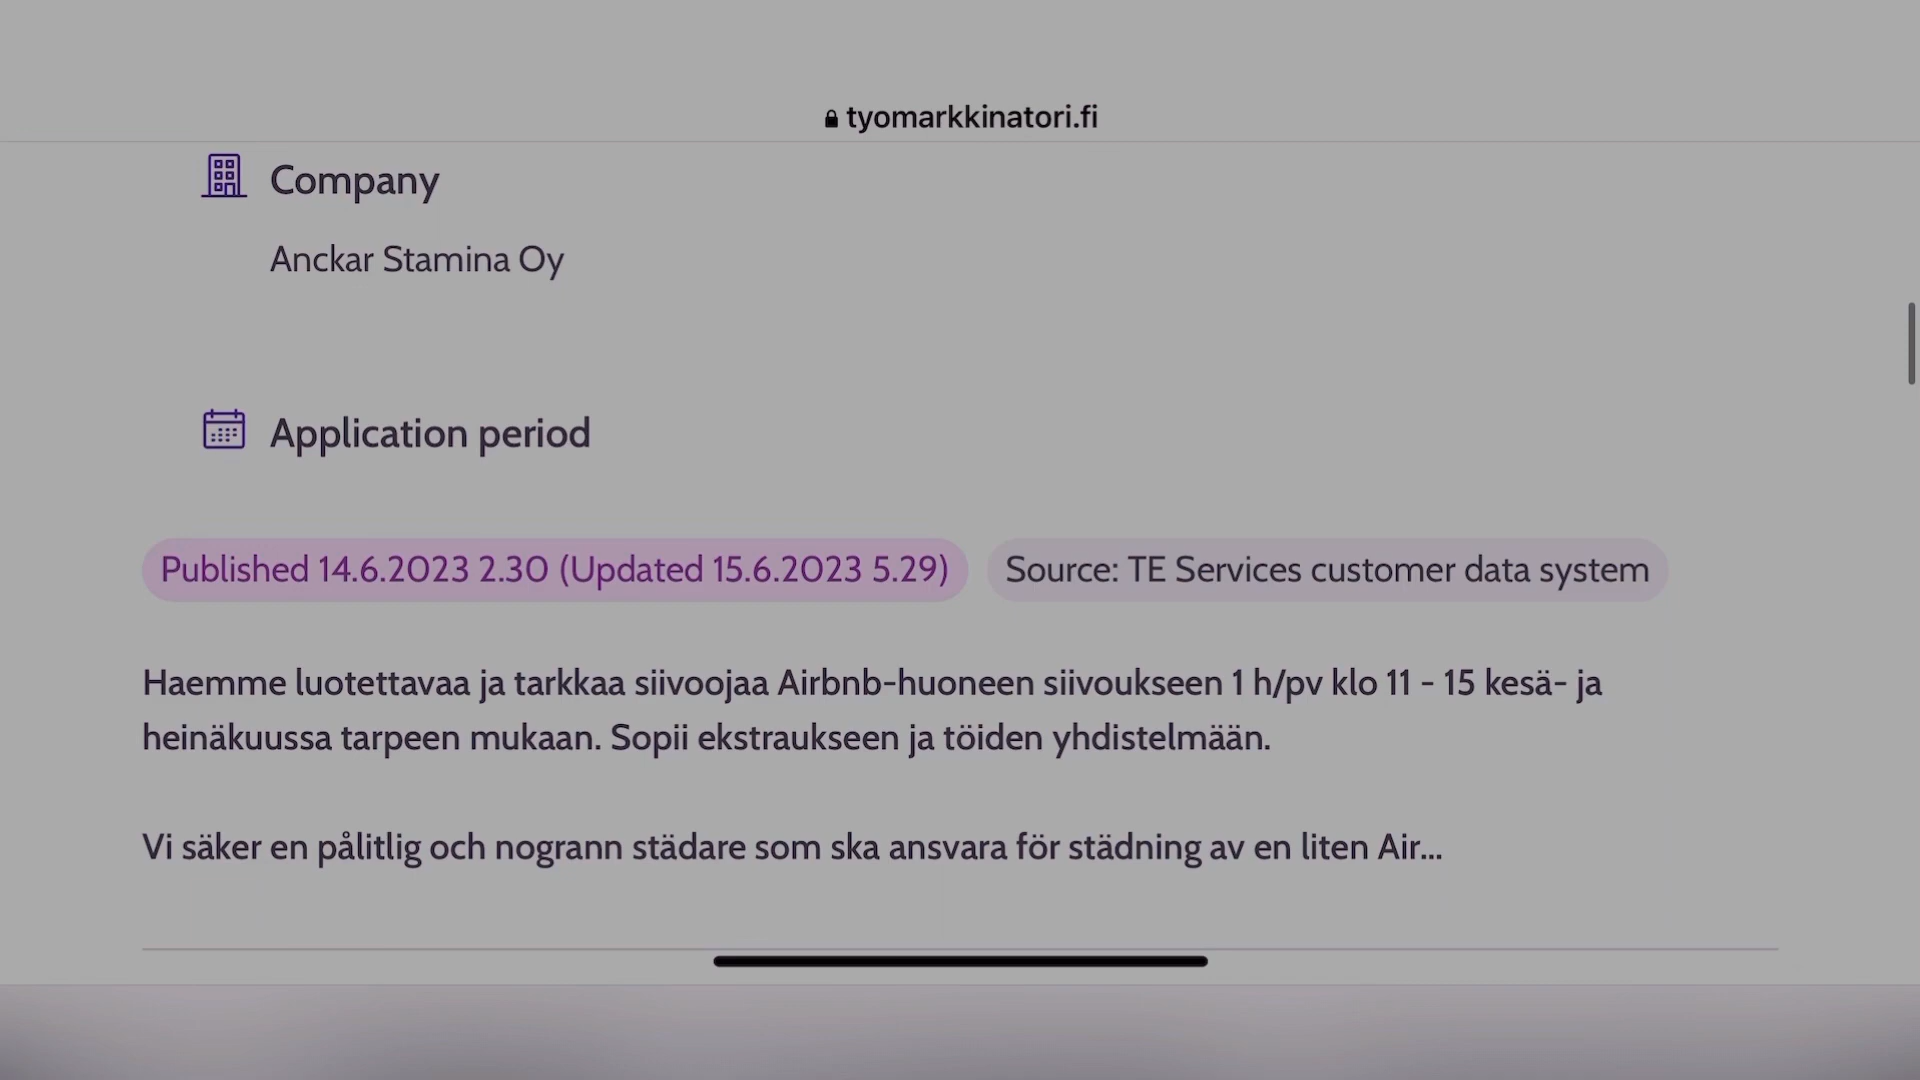 tyomarkkinatori.fi
Company
Anckar Stamina Oy
Application period
Published 14.6.2023 2.30 (Updated 15.6.2023 5.29)
Source: TE Services customer data system
Haemme luotettavaa ja tarkkaa siivoojaa Airbnb-huoneen siivoukseen 1 h/pv klo 11 - 15 kesä- ja
heinäkuussa tarpeen mukaan. Sopii ekstraukseen ja töiden yhdistelmään.
Vi säker en pålitlig och nogrann städare som ska ansvara för städning av en liten Air...